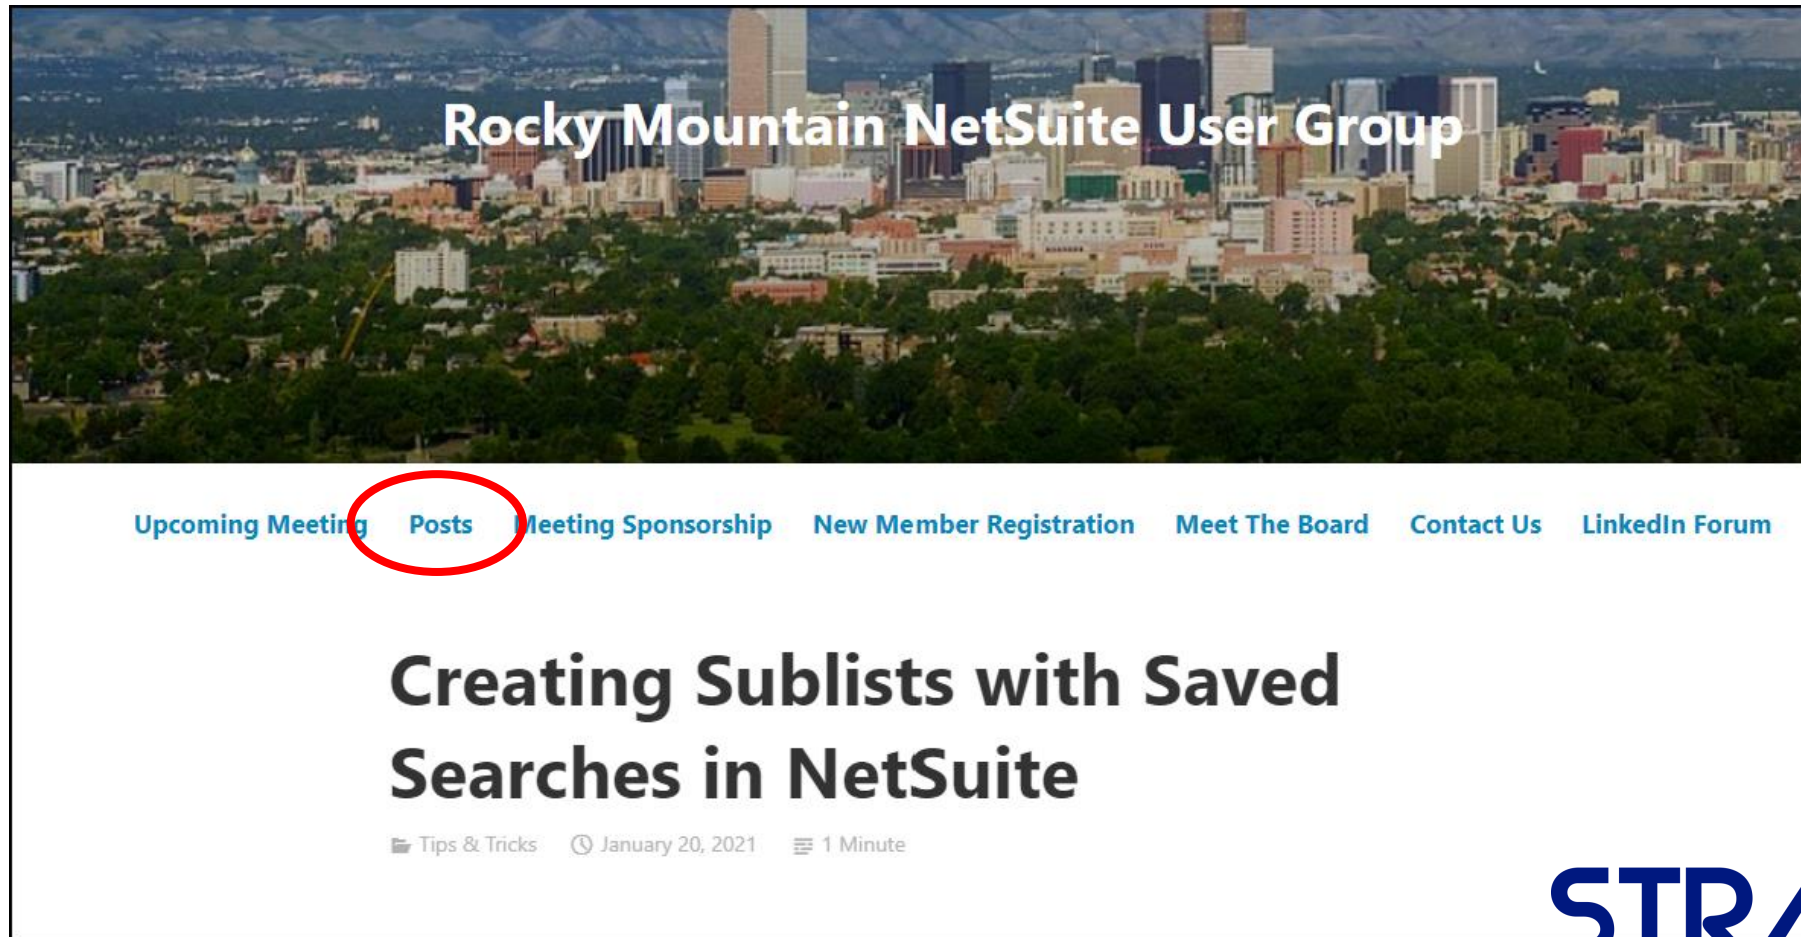 Rocky Mountain NetSuite User Group
Upcoming Meeting Posts Meeting Sponsorship New Member Registration Meet The Board Contact Us LinkedIn Forum
Creating Sublists with Saved
Searches in NetSuite
Tips & Tricks January 20, 2021 1 Minute